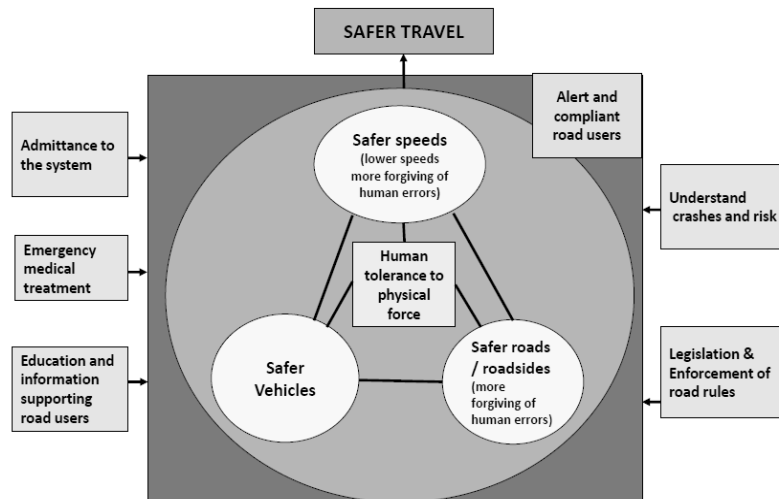 SAFER TRAVEL
Alert and
compliant
road users
Safer speeds
(lower speeds
more forgiving of
human errors)
Admittance to
the system
Understand
crashes and risk
Emergency
medical
treatment
Human
tolerance to
physical
force
Safer
Vehicles
Safer roads
/ roadsides
(more
forgiving of
human errors)
Education and
information
supporting
road users
Legislation &
Enforcement of
road rules